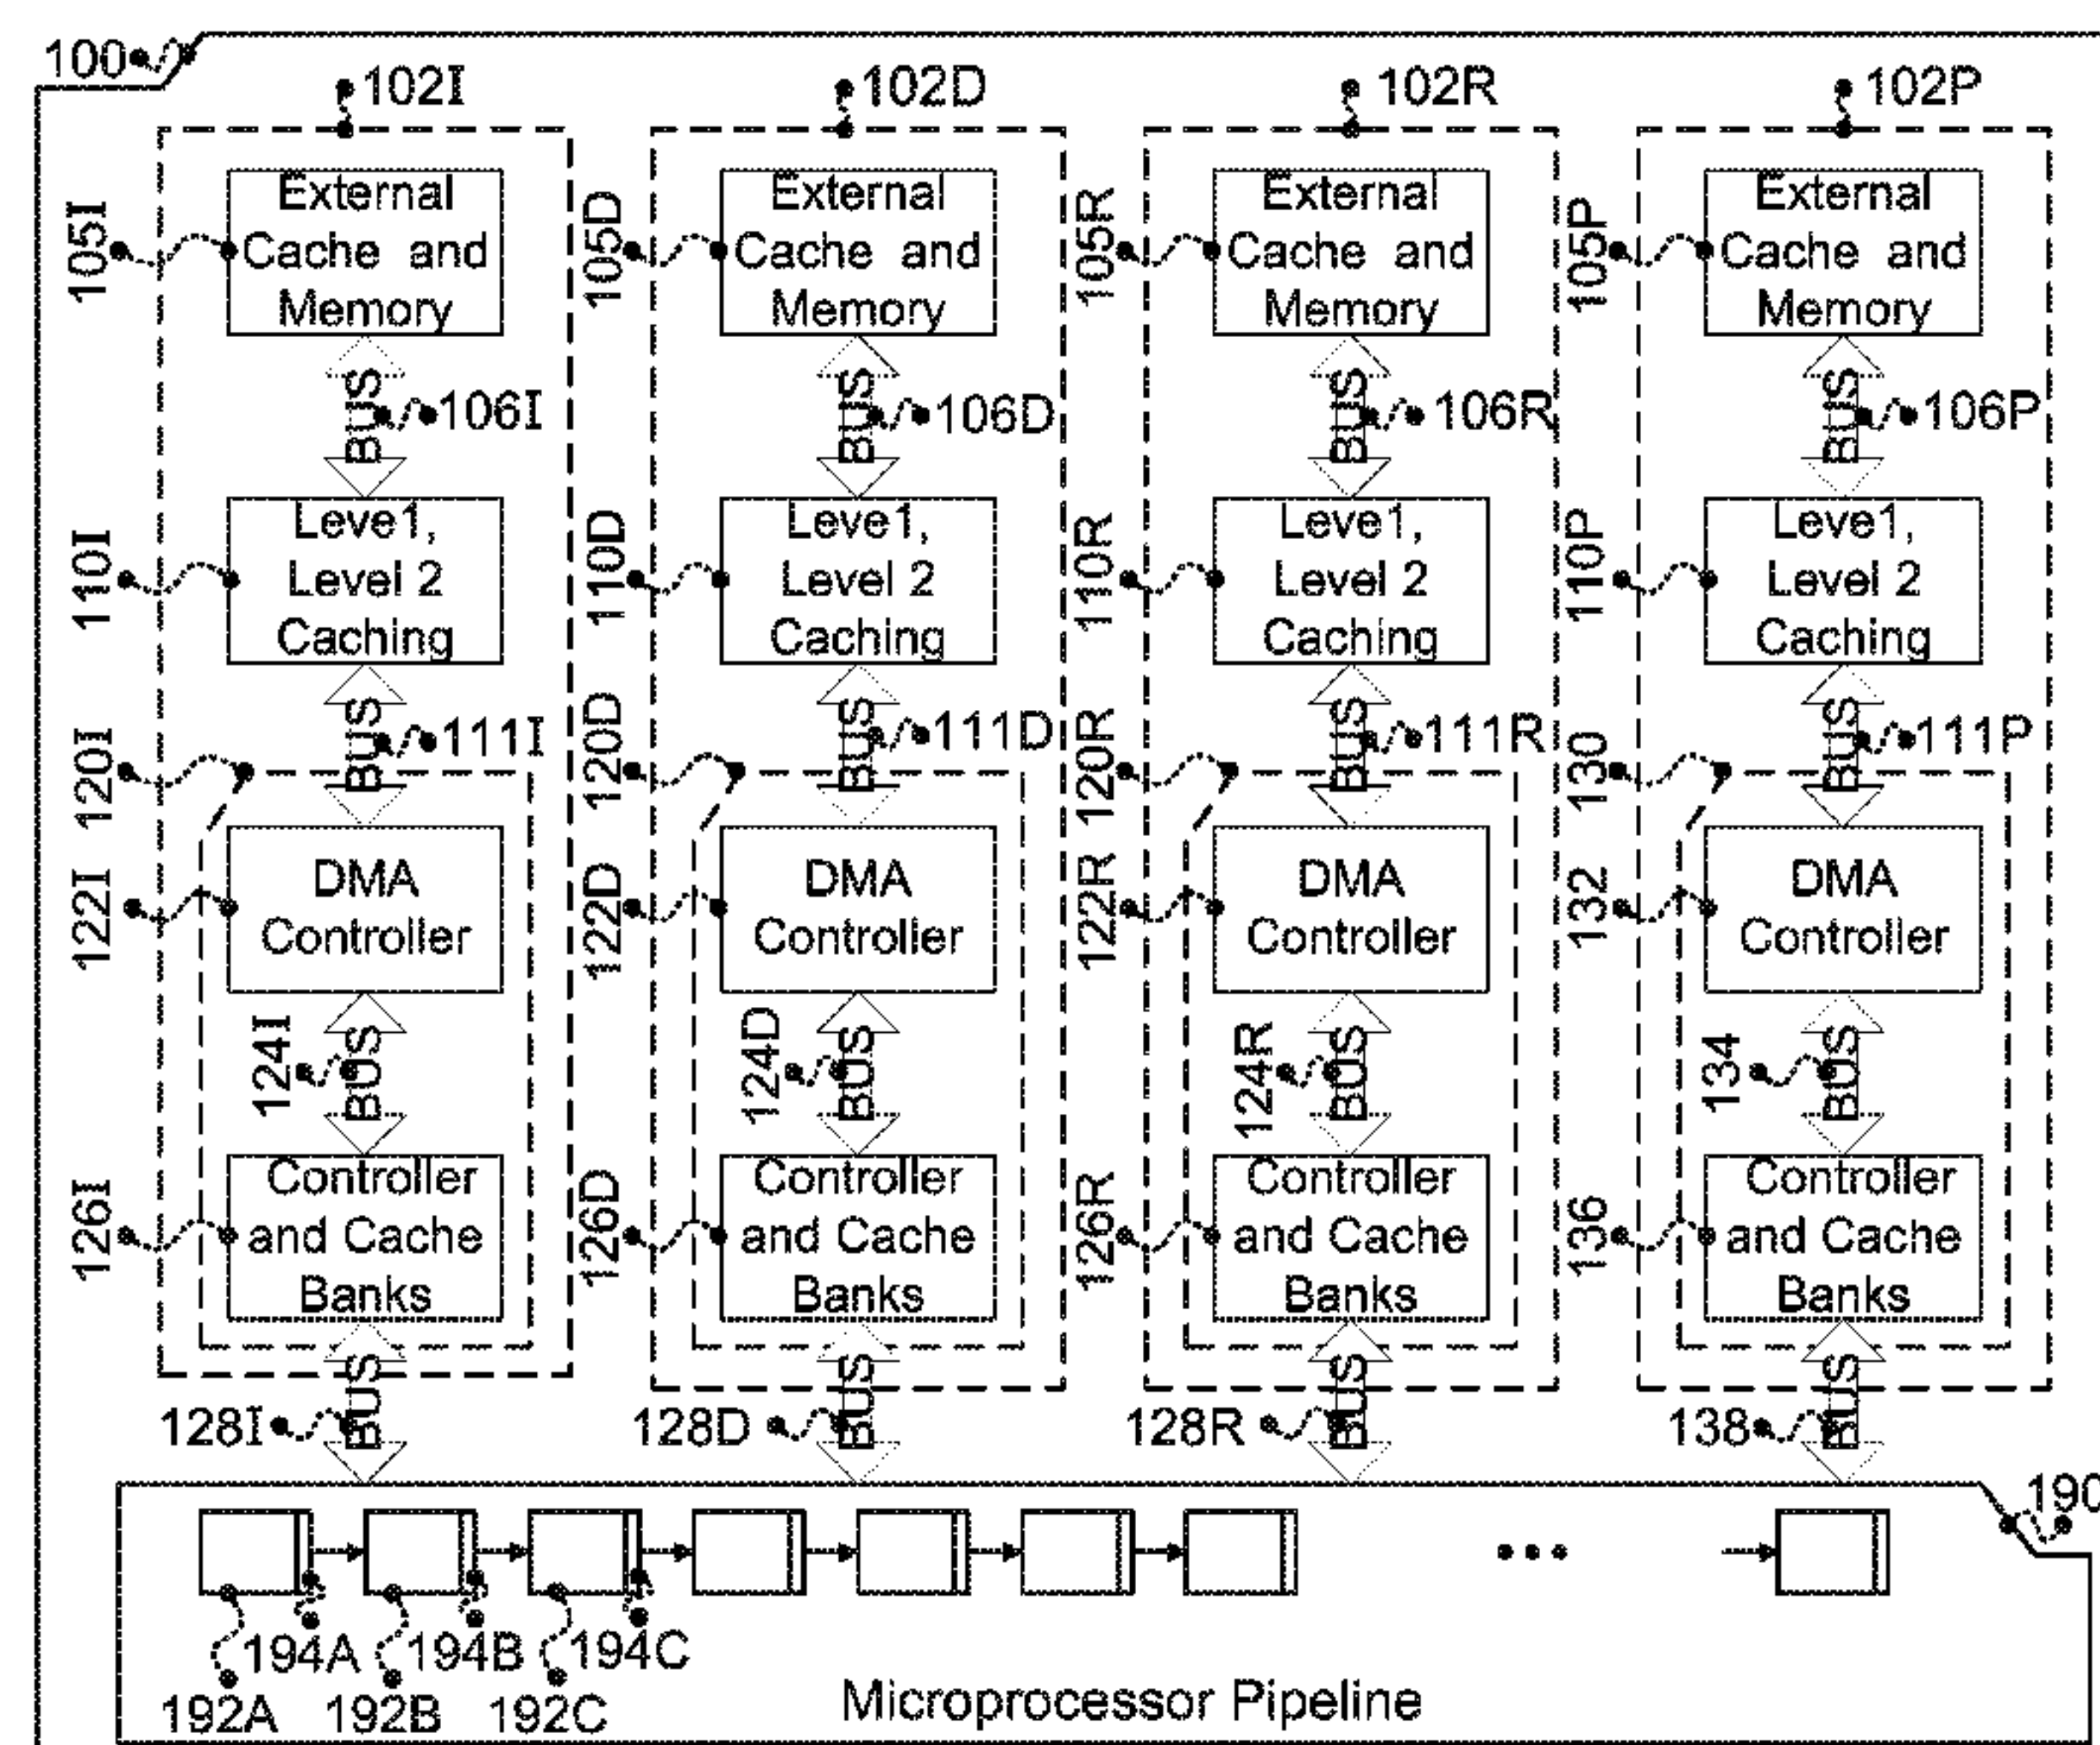 100
102I 102D 102R 102P
105I 105D 105R 105P
External External External External
Cache and Cache and Cache and Cache and
Memory Memory Memory Memory
BUS BUS BUS BUS
106I 106D 106R 106P
110I 110D 110R 110P
Leve1, Leve1, Leve1, Leve1,
Level 2 Level 2 Level 2 Level 2
Caching Caching Caching Caching
BUS BUS BUS BUS
111I 111D 111R 111P
120I 120D 120R 130
122I 122D 122R 132
DMA DMA DMA DMA
Controller Controller Controller Controller
124I 124D 124R 134
BUS BUS BUS BUS
126I 126D 126R 136
Controller Controller Controller Controller
and Cache and Cache and Cache and Cache
Banks Banks Banks Banks
BUS BUS BUS BUS
128I 128D 128R 138
190
194A 194B 194C
192A 192B 192C
Microprocessor Pipeline